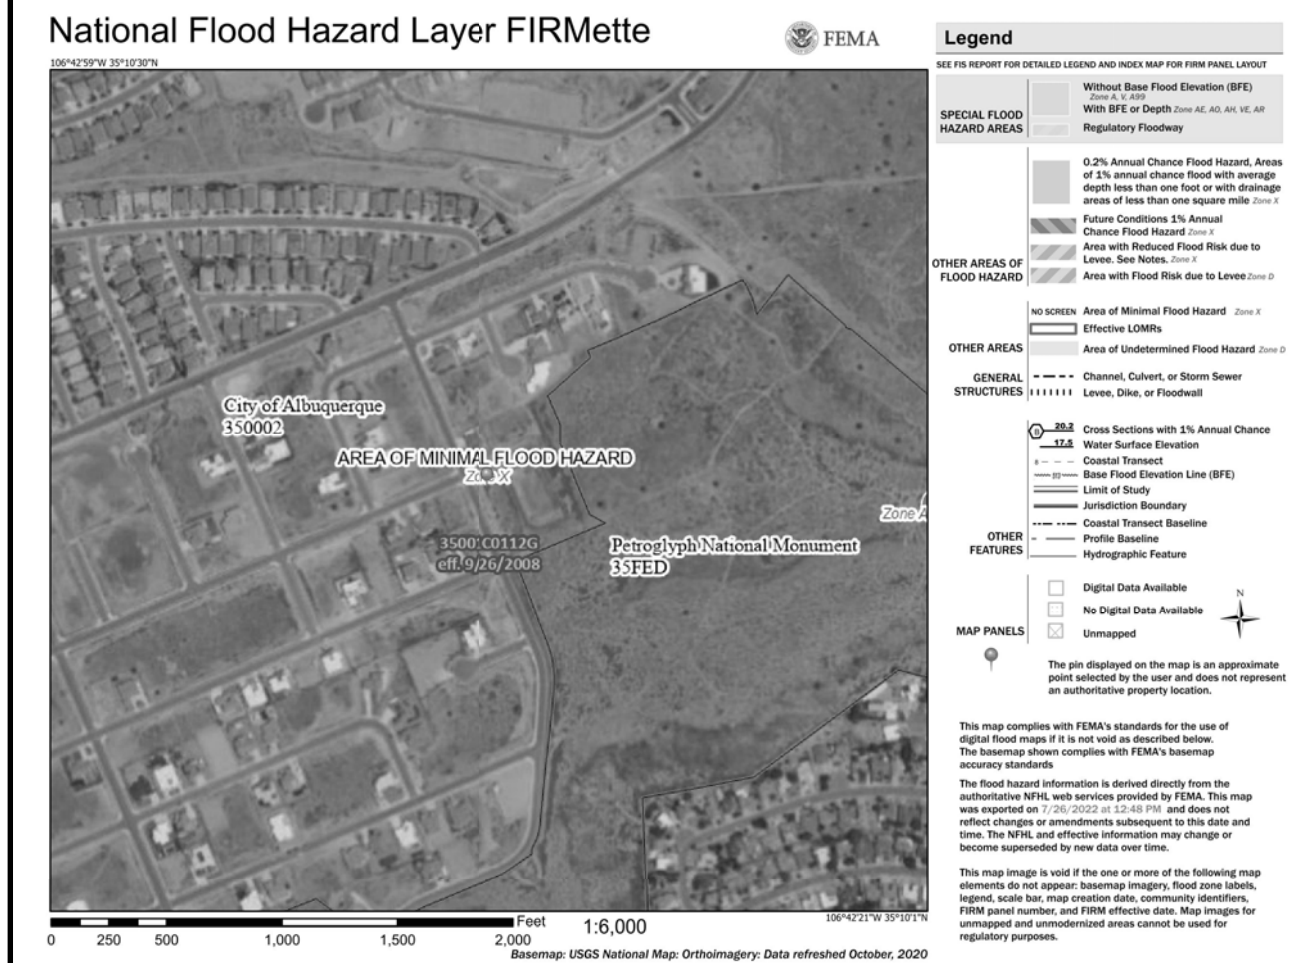 National Flood Hazard Layer FIRMette
FEMA
106°42'59"W 35°10'30"N
City of Albuquerque
350002
AREA OF MINIMAL FLOOD HAZARD
Zone X
Zone A
35001C0112G
eff. 9/26/2008
Petroglyph National Monument
35FED
Feet
1:6,000
106°42'21"W 35°10'1"N
0 250 500 1,000 1,500 2,000
Basemap: USGS National Map: Orthoimagery: Data refreshed October, 2020
Legend
SEE FIS REPORT FOR DETAILED LEGEND AND INDEX MAP FOR FIRM PANEL LAYOUT
SPECIAL FLOOD
HAZARD AREAS
Without Base Flood Elevation (BFE)
Zone A, V, A99
With BFE or Depth Zone AE, AO, AH, VE, AR
Regulatory Floodway
OTHER AREAS OF
FLOOD HAZARD
0.2% Annual Chance Flood Hazard, Areas
of 1% annual chance flood with average
depth less than one foot or with drainage
areas of less than one square mile Zone X
Future Conditions 1% Annual
Chance Flood Hazard Zone X
Area with Reduced Flood Risk due to
Levee. See Notes. Zone X
Area with Flood Risk due to Levee Zone D
OTHER AREAS
NO SCREEN Area of Minimal Flood Hazard Zone X
Effective LOMRs
Area of Undetermined Flood Hazard Zone D
GENERAL
STRUCTURES
Channel, Culvert, or Storm Sewer
Levee, Dike, or Floodwall
OTHER
FEATURES
B 20.2 Cross Sections with 1% Annual Chance
17.5 Water Surface Elevation
8 Coastal Transect
513 Base Flood Elevation Line (BFE)
Limit of Study
Jurisdiction Boundary
Coastal Transect Baseline
Profile Baseline
Hydrographic Feature
MAP PANELS
Digital Data Available
No Digital Data Available
Unmapped
N
The pin displayed on the map is an approximate
point selected by the user and does not represent
an authoritative property location.
This map complies with FEMA's standards for the use of
digital flood maps if it is not void as described below.
The basemap shown complies with FEMA's basemap
accuracy standards
The flood hazard information is derived directly from the
authoritative NFHL web services provided by FEMA. This map
was exported on 7/26/2022 at 12:48 PM and does not
reflect changes or amendments subsequent to this date and
time. The NFHL and effective information may change or
become superseded by new data over time.
This map image is void if the one or more of the following map
elements do not appear: basemap imagery, flood zone labels,
legend, scale bar, map creation date, community identifiers,
FIRM panel number, and FIRM effective date. Map images for
unmapped and unmodernized areas cannot be used for
regulatory purposes.